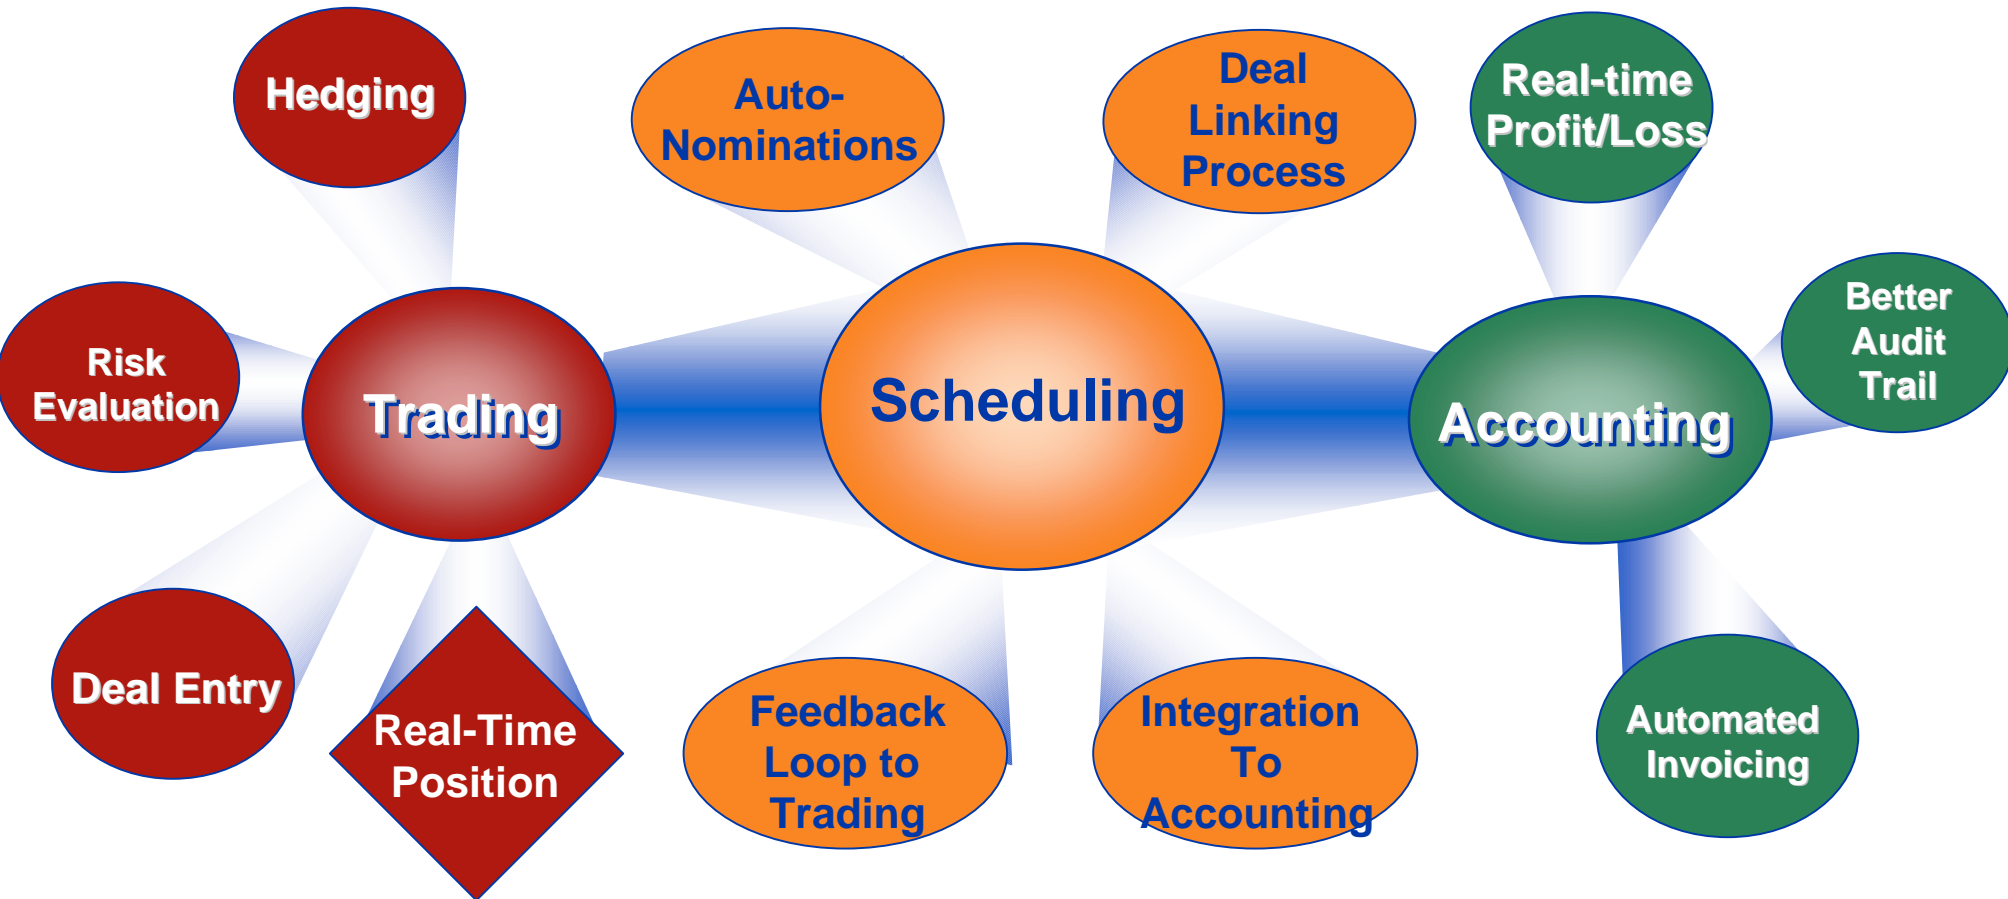 Hedging
Auto-
Nominations
Deal
Linking
Process
Real-time
Profit/Loss
Risk
Evaluation
Trading
Scheduling
Accounting
Better
Audit
Trail
Deal Entry
Real-Time
Position
Feedback
Loop to
Trading
Integration
To
Accounting
Automated
Invoicing